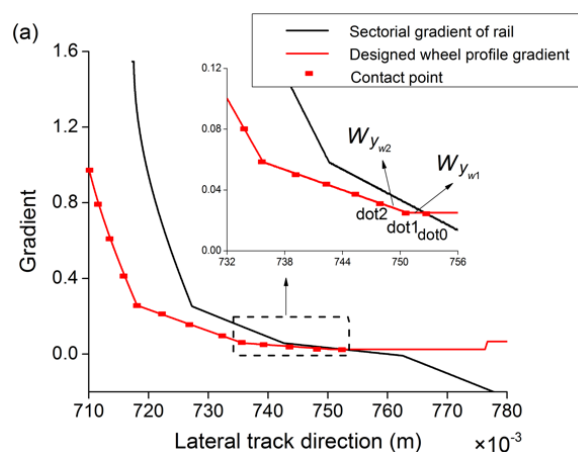 (a)
Sectorial gradient of rail
Designed wheel profile gradient
Contact point
1.6
1.2
0.8
0.4
0.0
Gradient
0.12
0.08
0.04
0.00
732 738 744 750 756
W y_{w2}
W y_{w1}
dot2
dot1
dot0
710 720 730 740 750 760 770 780
Lateral track direction (m) ×10⁻³